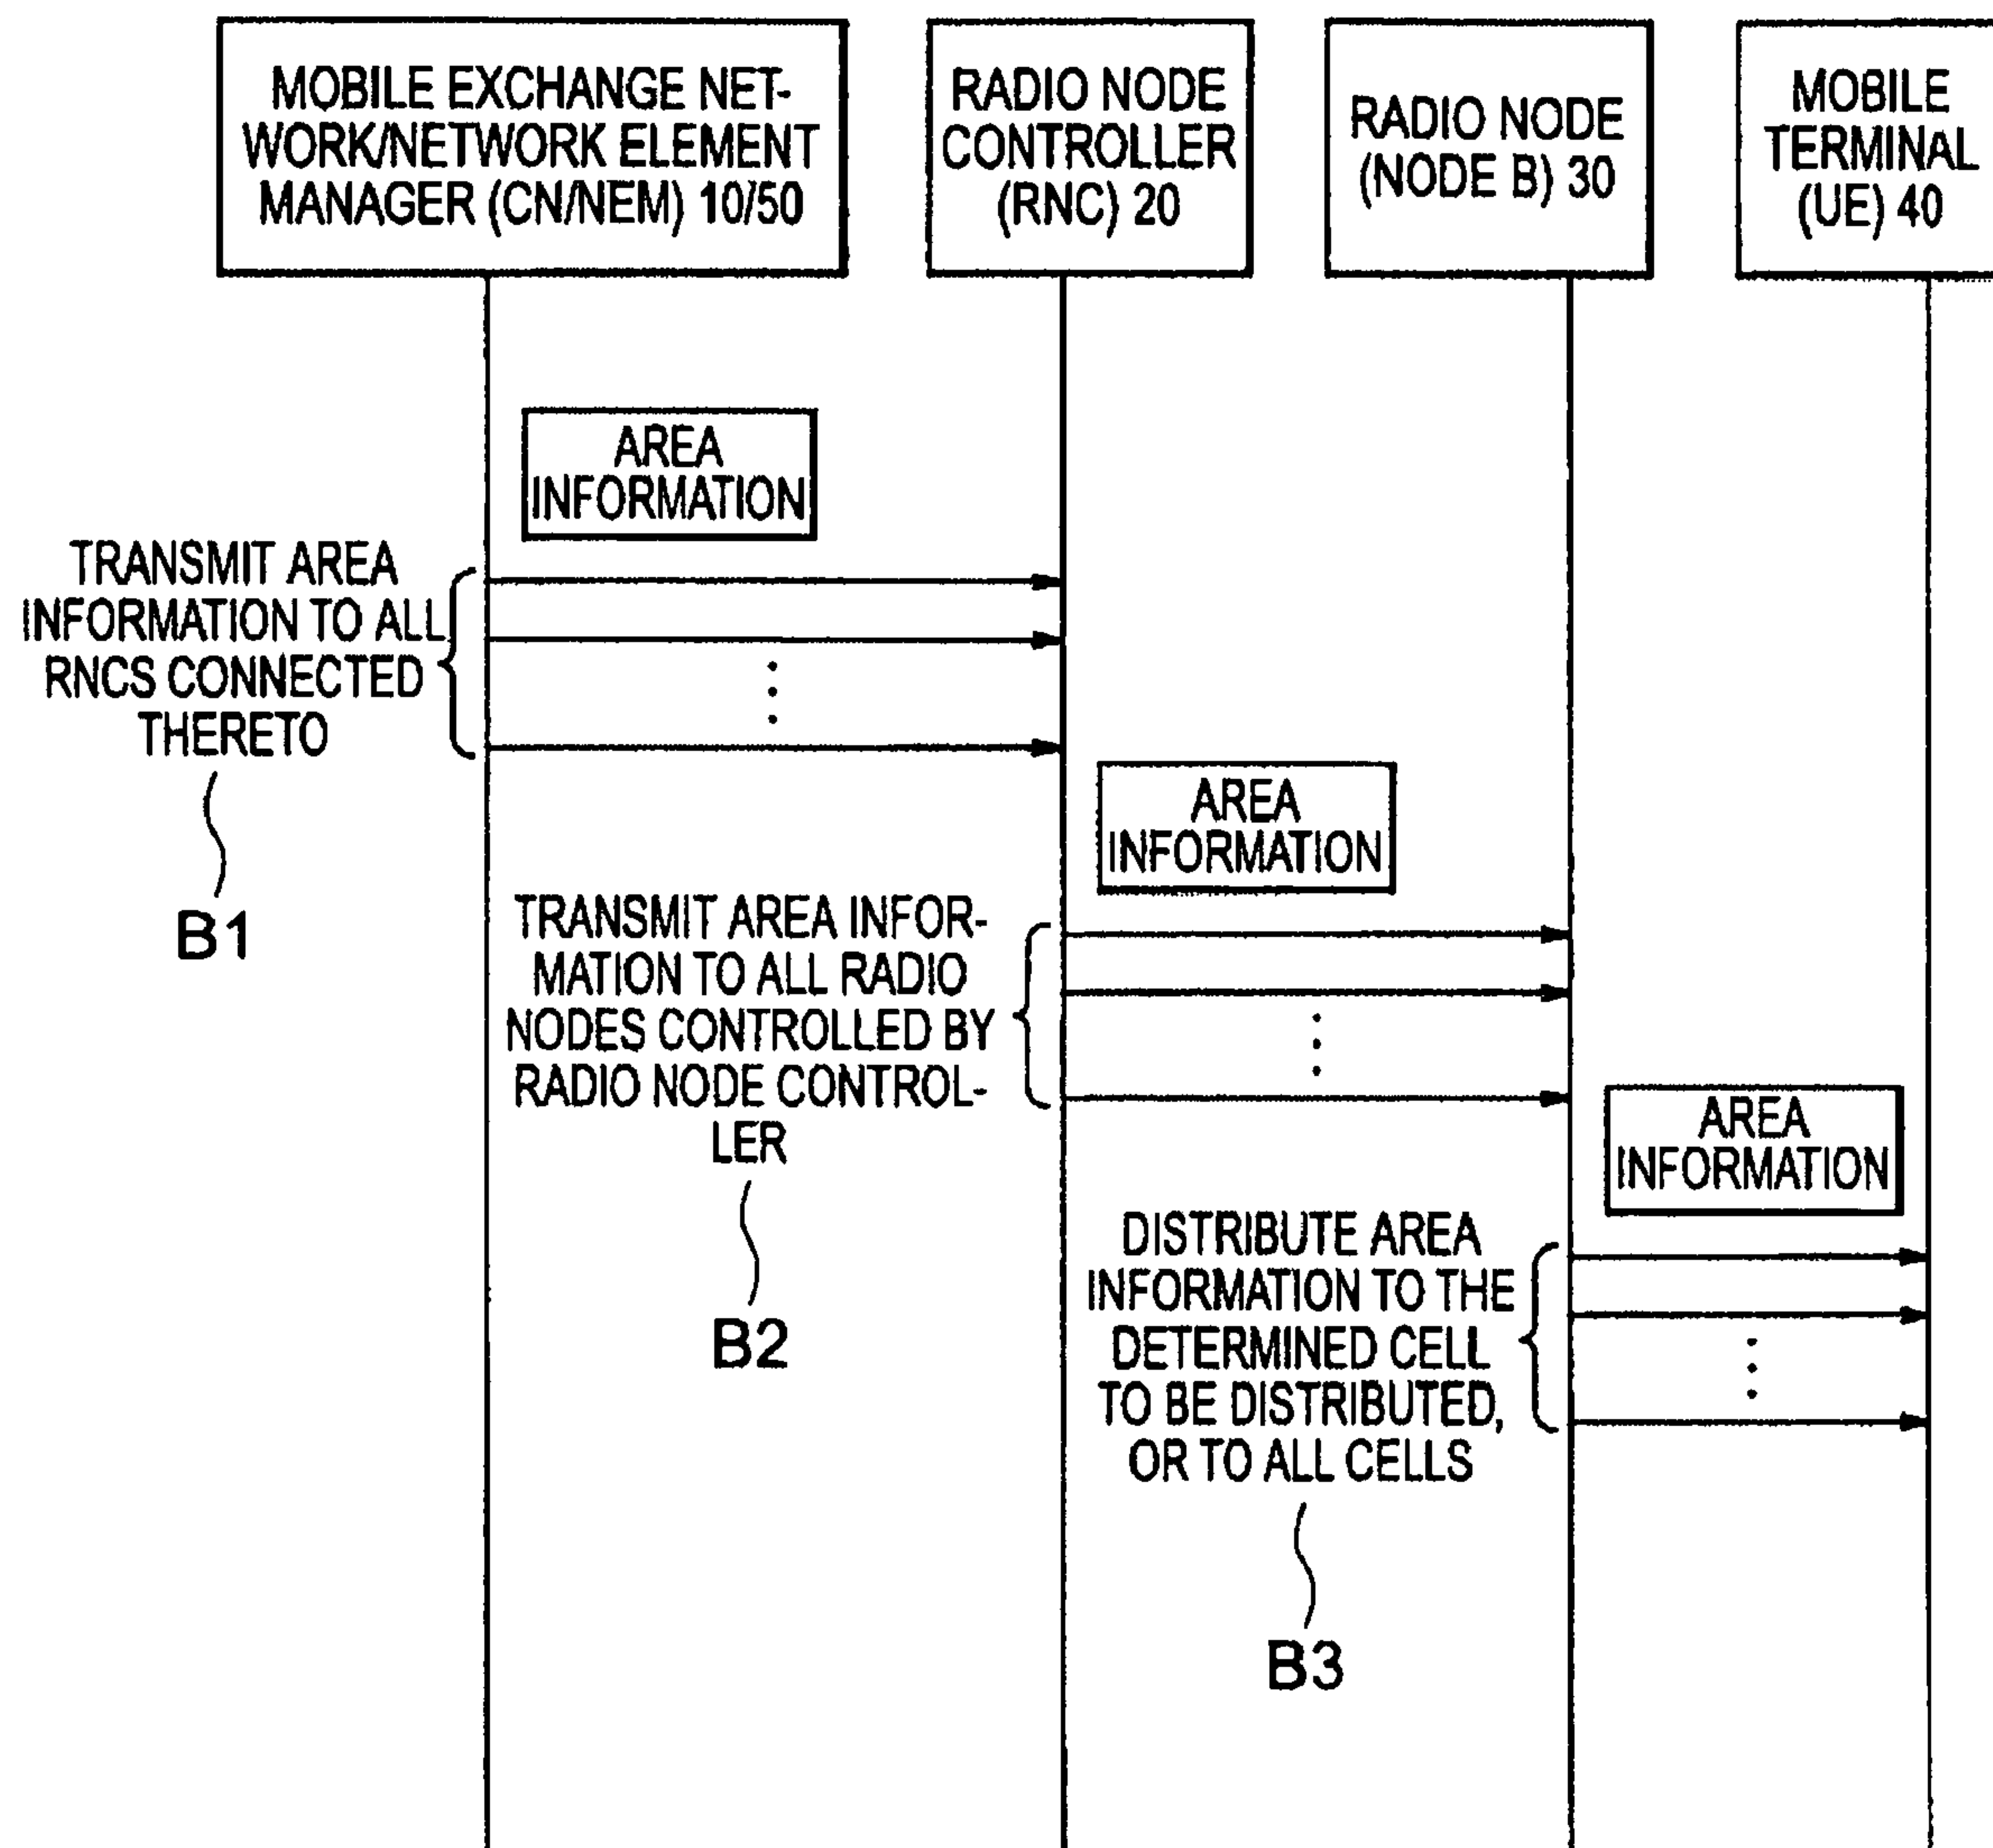 MOBILE EXCHANGE NET-
WORK/NETWORK ELEMENT
MANAGER (CN/NEM) 10/50
RADIO NODE
CONTROLLER
(RNC) 20
RADIO NODE
(NODE B) 30
MOBILE
TERMINAL
(UE) 40
AREA
INFORMATION
TRANSMIT AREA
INFORMATION TO ALL
RNCS CONNECTED
THERETO
B1
AREA
INFORMATION
TRANSMIT AREA INFOR-
MATION TO ALL RADIO
NODES CONTROLLED BY
RADIO NODE CONTROL-
LER
B2
AREA
INFORMATION
DISTRIBUTE AREA
INFORMATION TO THE
DETERMINED CELL
TO BE DISTRIBUTED,
OR TO ALL CELLS
B3